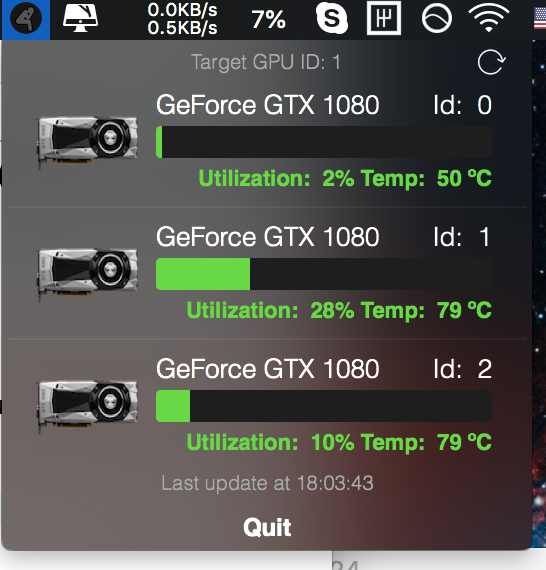 0.0KB/s
0.5KB/s
7%
Target GPU ID: 1
GeForce GTX 1080 Id: 0
Utilization: 2% Temp: 50 ºC
GeForce GTX 1080 Id: 1
Utilization: 28% Temp: 79 ºC
GeForce GTX 1080 Id: 2
Utilization: 10% Temp: 79 ºC
Last update at 18:03:43
Quit